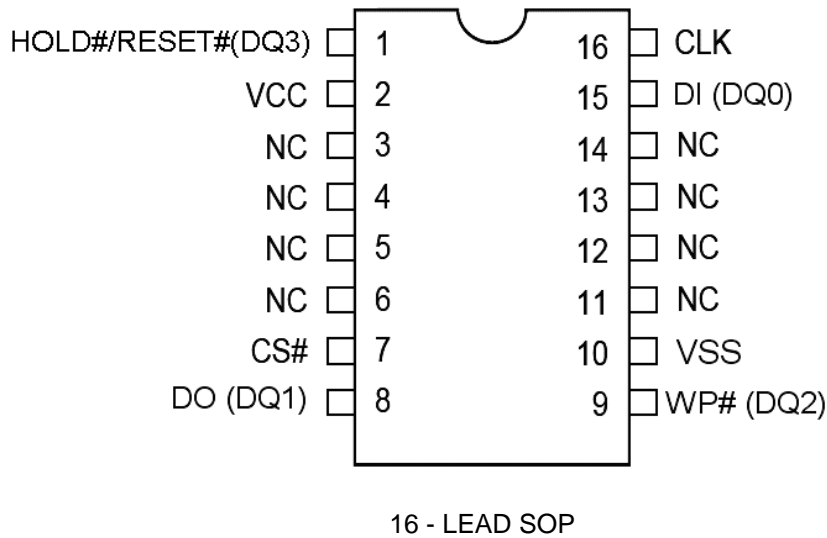 HOLD#/RESET#(DQ3) 1 16 CLK
VCC 2 15 DI (DQ0)
NC 3 14 NC
NC 4 13 NC
NC 5 12 NC
NC 6 11 NC
CS# 7 10 VSS
DO (DQ1) 8 9 WP# (DQ2)
16 - LEAD SOP